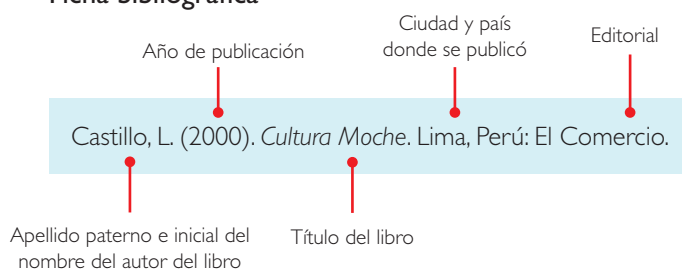 Ficha bibliográfica
Año de publicación
Ciudad y país
donde se publicó
Editorial
Castillo, L. (2000). Cultura Moche. Lima, Perú: El Comercio.
Apellido paterno e inicial del
nombre del autor del libro
Título del libro